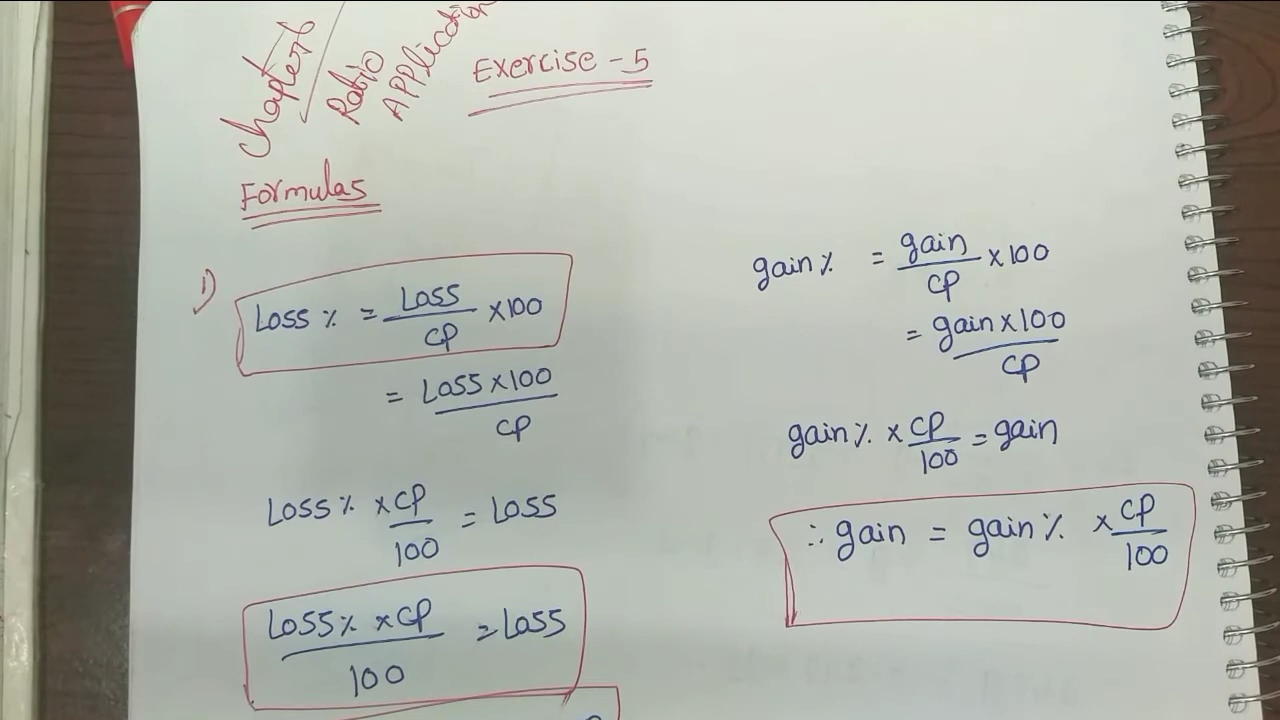 Chapter 6
Ratio
Application
Exercise - 5
Formulas
1)
Loss % = Loss / CP × 100
= Loss × 100 / CP
Loss % × CP / 100 = Loss
Loss % × CP / 100 = Loss
gain % = gain / CP × 100
= gain × 100 / CP
gain % × CP / 100 = gain
∴ gain = gain % × CP / 100